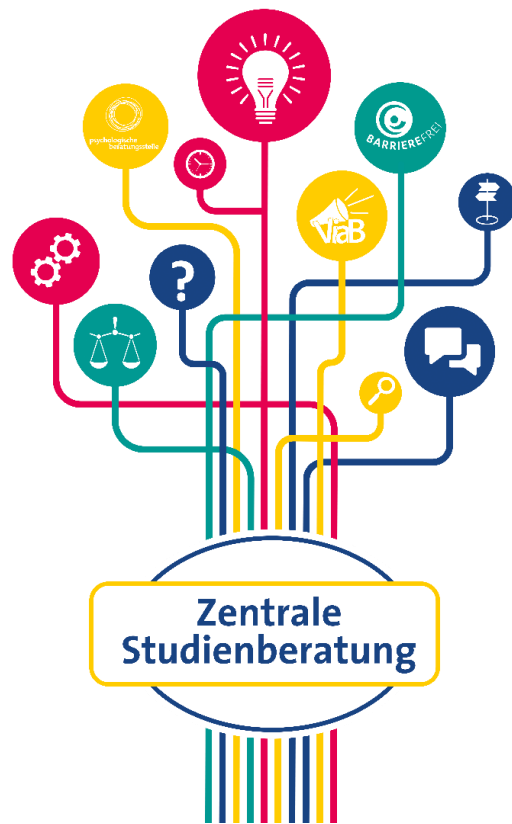 psychologische
beratungsstelle
BARRIEREFREI
ViaB
?
!
Zentrale
Studienberatung